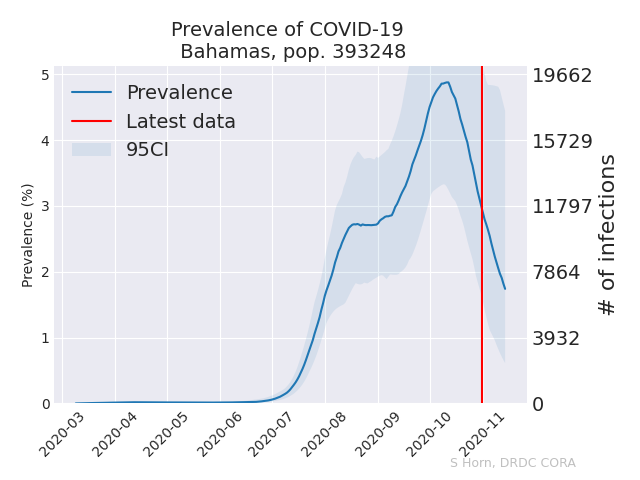 Prevalence of COVID-19
Bahamas, pop. 393248
Prevalence
Latest data
95CI
Prevalence (%)
5
4
3
2
1
0
19662
15729
11797
7864
3932
0
# of infections
2020-03
2020-04
2020-05
2020-06
2020-07
2020-08
2020-09
2020-10
2020-11
S Horn, DRDC CORA